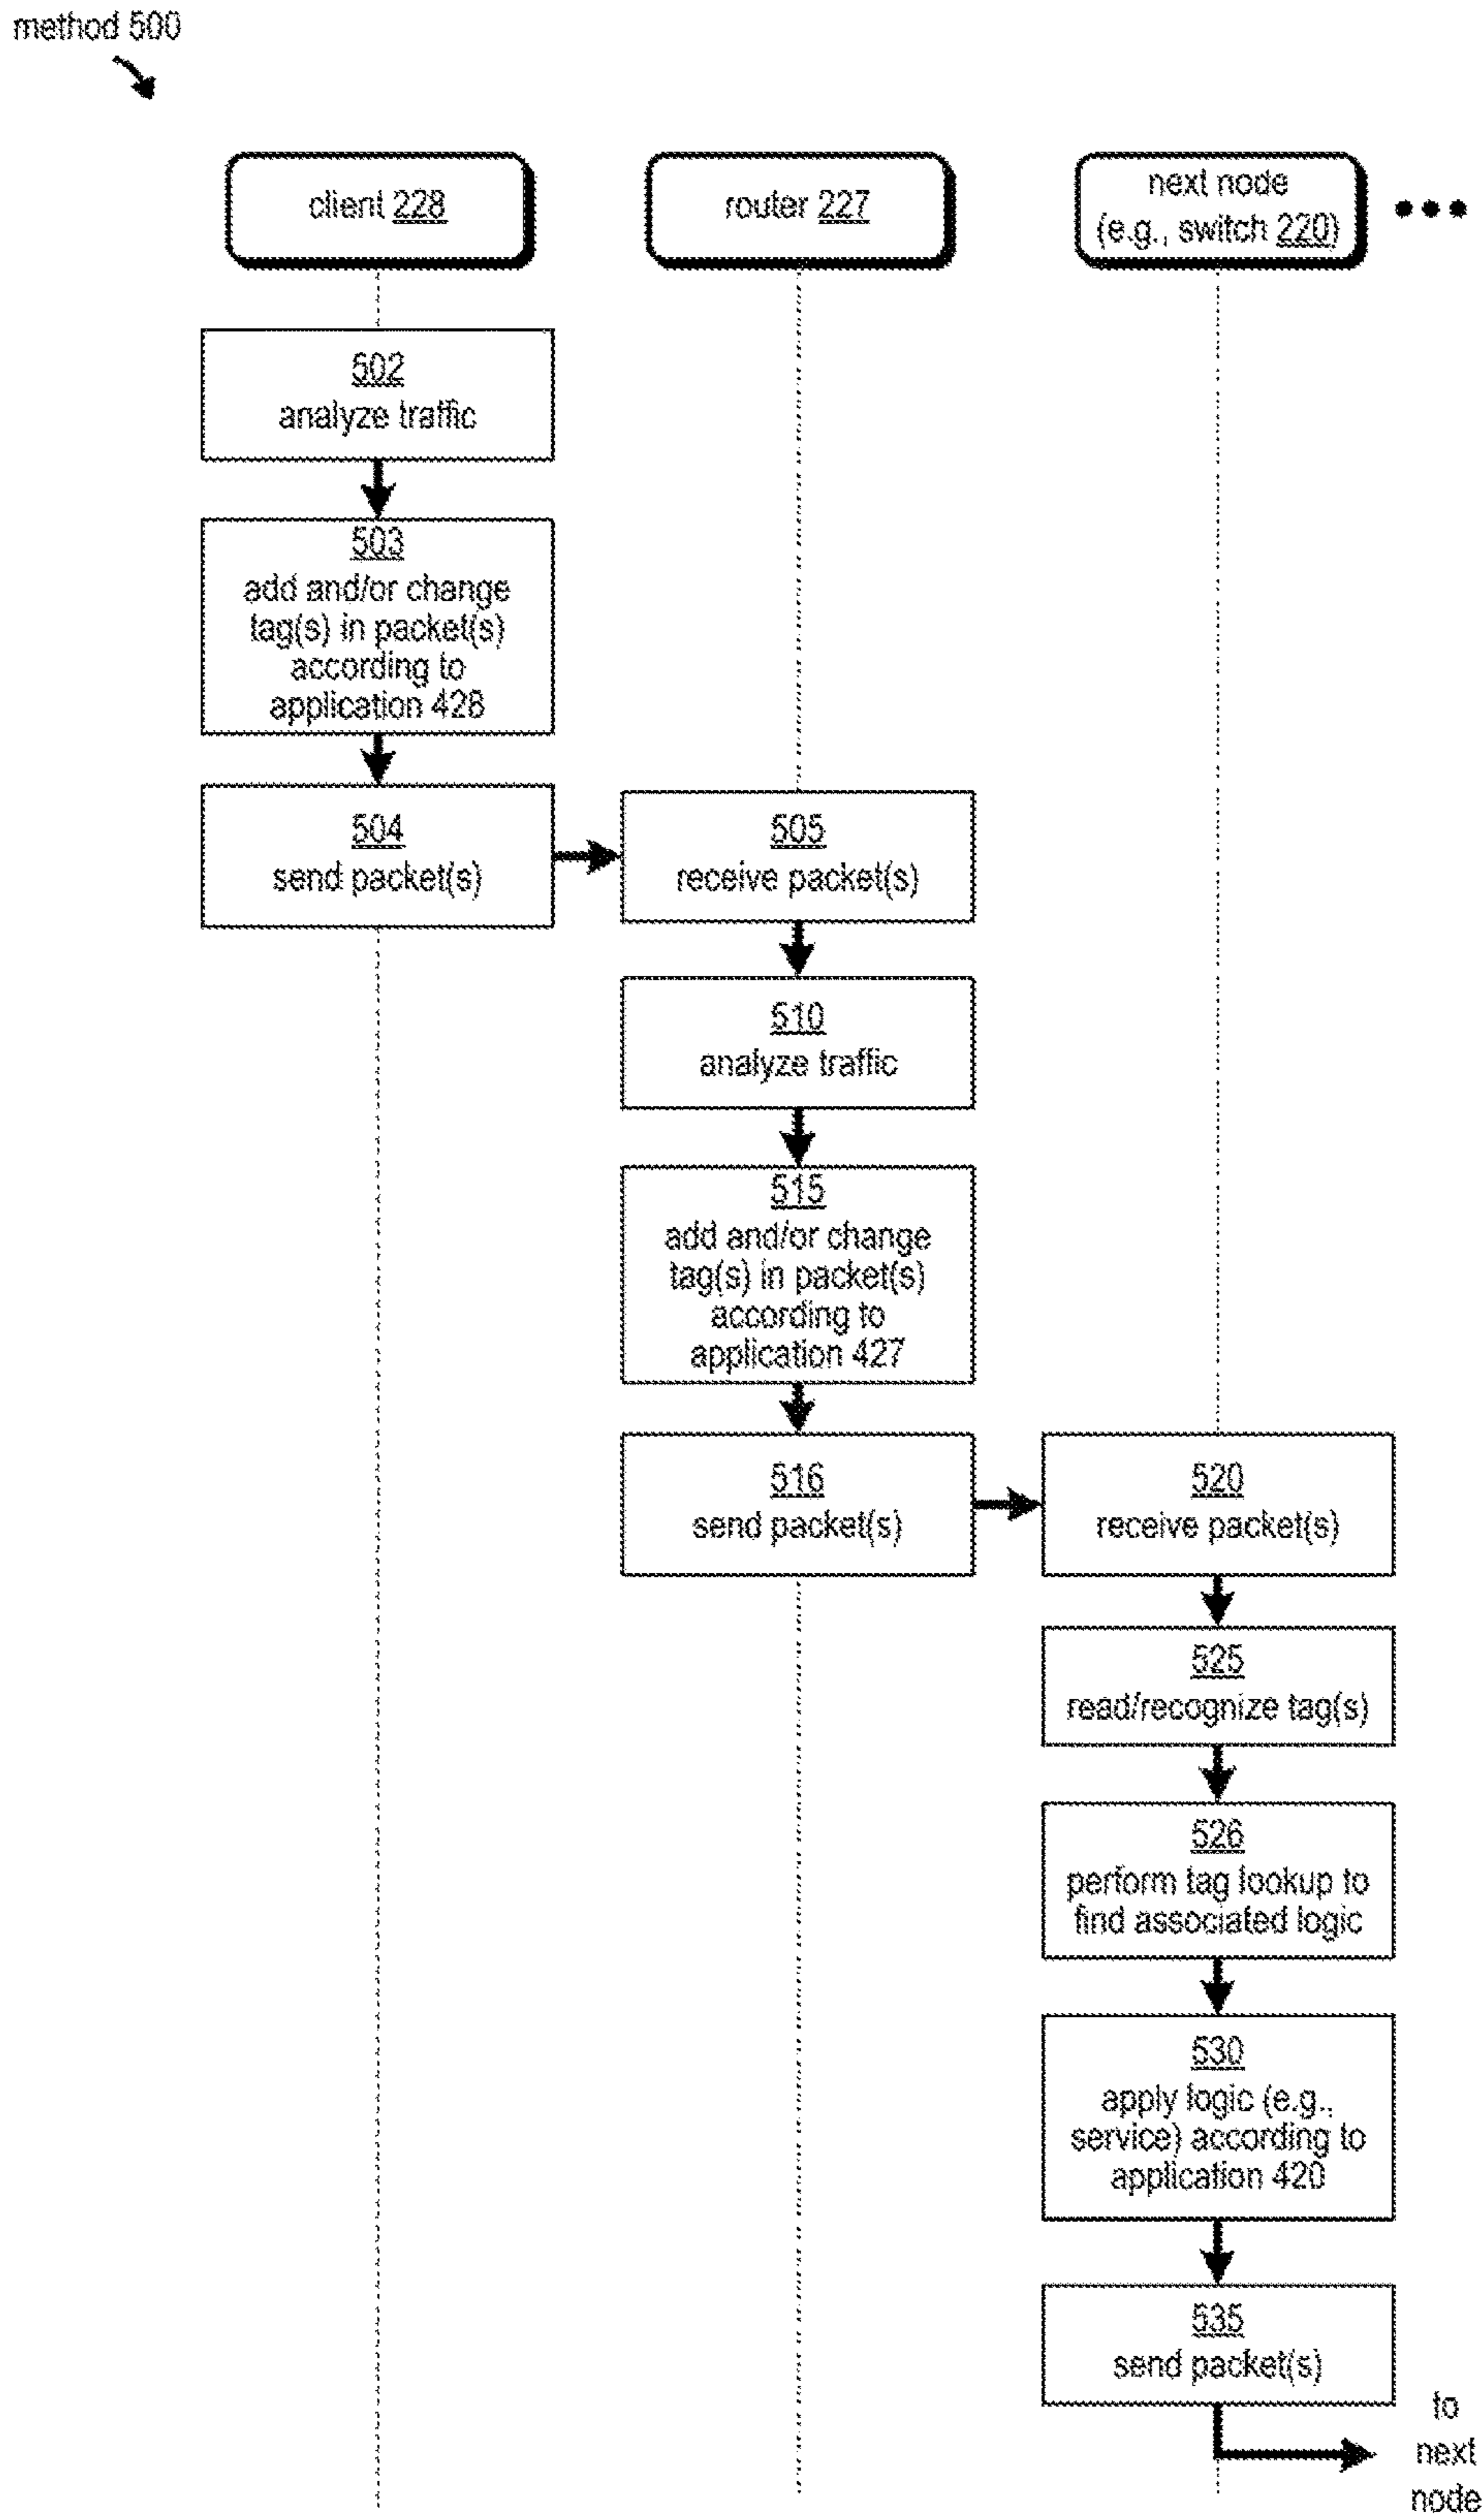 method 500
client 228
router 227
next node
(e.g., switch 220)
502
analyze traffic
503
add and/or change
tag(s) in packet(s)
according to
application 428
504
send packet(s)
505
receive packet(s)
510
analyze traffic
515
add and/or change
tag(s) in packet(s)
according to
application 427
516
send packet(s)
520
receive packet(s)
525
read/recognize tag(s)
526
perform tag lookup to
find associated logic
530
apply logic (e.g.,
service) according to
application 420
535
send packet(s)
to
next
node